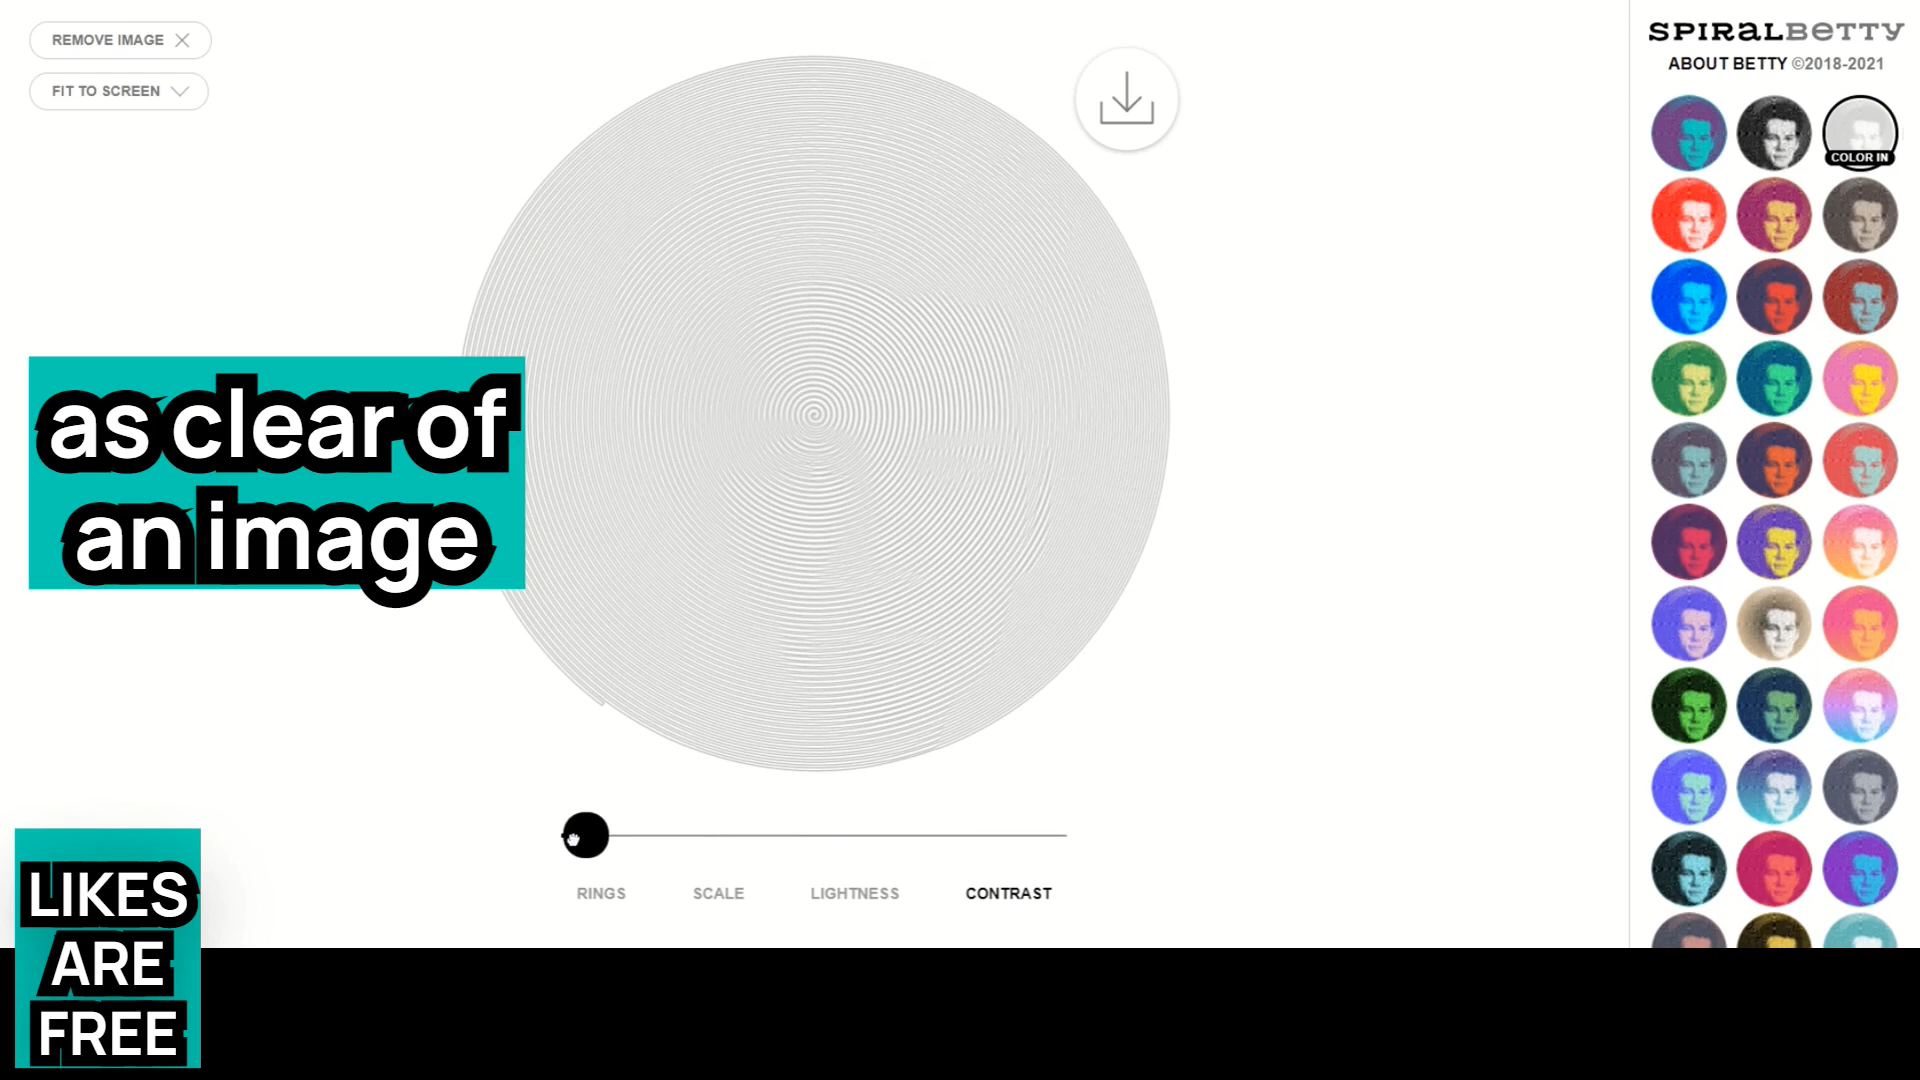 REMOVE IMAGE
FIT TO SCREEN
SPIRALBETTY
ABOUT BETTY ©2018-2021
COLOR IN
as clear of
an image
RINGS
SCALE
LIGHTNESS
CONTRAST
LIKES
ARE
FREE